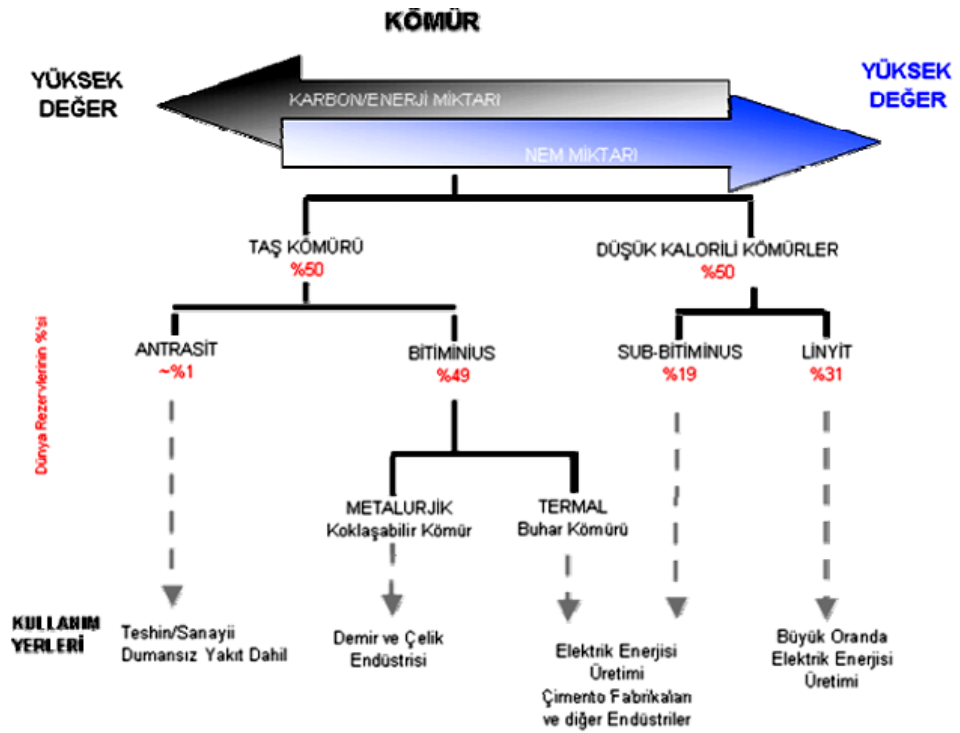 KÖMÜR
YÜKSEK
DEĞER
YÜKSEK
DEĞER
KARBON/ENERJİ MİKTARI
NEM MİKTARI
TAŞ KÖMÜRÜ
%50
DÜŞÜK KALORİLİ KÖMÜRLER
%50
Dünya Rezervlerinin %'si
ANTRASİT
~%1
BİTİMİNİUS
%49
SUB-BİTİMİNUS
%19
LİNYİT
%31
METALURJİK
Koklaşabilir Kömür
TERMAL
Buhar Kömürü
KULLANIM
YERLERİ
Teshin/Sanayii
Dumansız Yakıt Dahil
Demir ve Çelik
Endüstrisi
Elektrik Enerjisi
Üretimi
Çimento Fabrikaları
ve diğer Endüstriler
Büyük Oranda
Elektrik Enerjisi
Üretimi